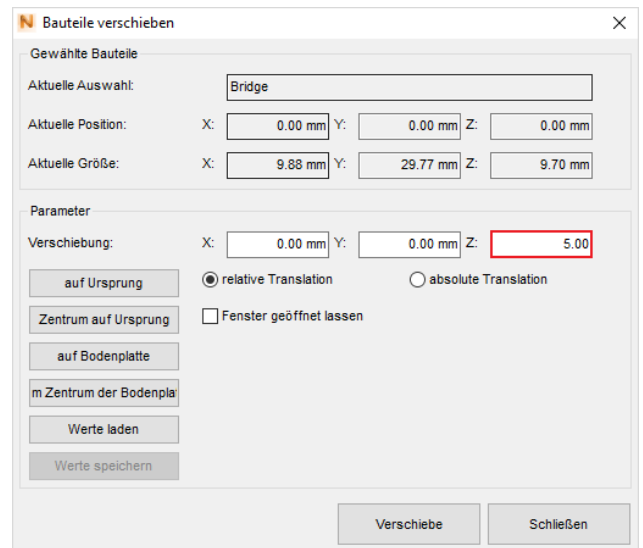 Bauteile verschieben
Gewählte Bauteile
Aktuelle Auswahl: Bridge
Aktuelle Position: X: 0.00 mm Y: 0.00 mm Z: 0.00 mm
Aktuelle Größe: X: 9.88 mm Y: 29.77 mm Z: 9.70 mm
Parameter
Verschiebung: X: 0.00 mm Y: 0.00 mm Z: 5.00
auf Ursprung relative Translation absolute Translation
Zentrum auf Ursprung Fenster geöffnet lassen
auf Bodenplatte
m Zentrum der Bodenpla
Werte laden
Werte speichern
Verschiebe Schließen